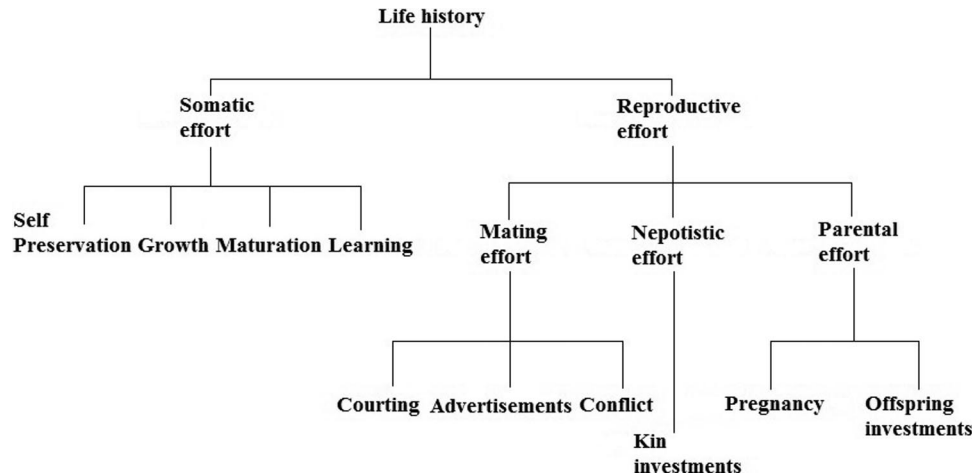 Life history
Somatic
effort
Reproductive
effort
Self
Preservation Growth Maturation Learning
Mating
effort
Nepotistic
effort
Parental
effort
Courting Advertisements Conflict
Kin
investments
Pregnancy
Offspring
investments